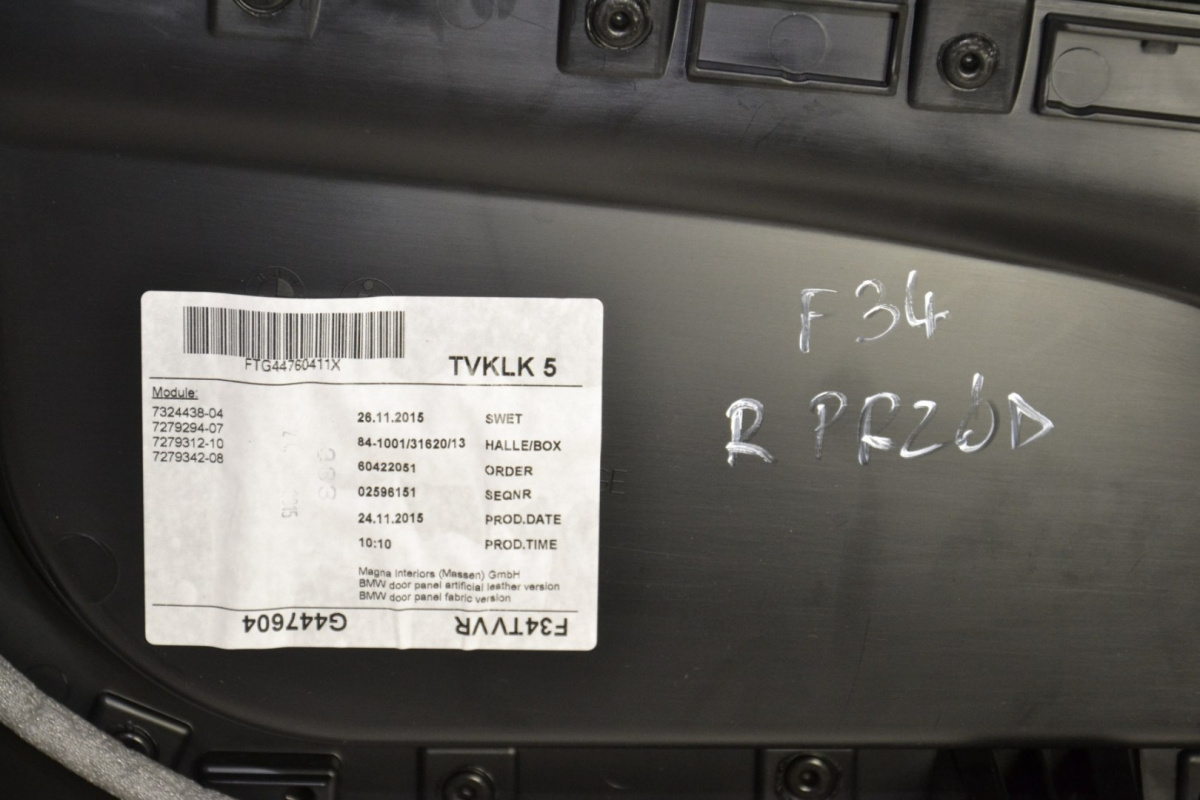 FTG44760411X
TVKLK 5
Module:
7324438-04
7279294-07
7279312-10
7279342-08
26.11.2015 SWET
84-1001/31620/13 HALLE/BOX
60422051 ORDER
02596151 SEQNR
24.11.2015 PROD.DATE
10:10 PROD.TIME
Magna Interiors (Massen) GmbH
BMW door panel artificial leather version
BMW door panel fabric version
F34TVVR G447604
F 34
R PRZÓD